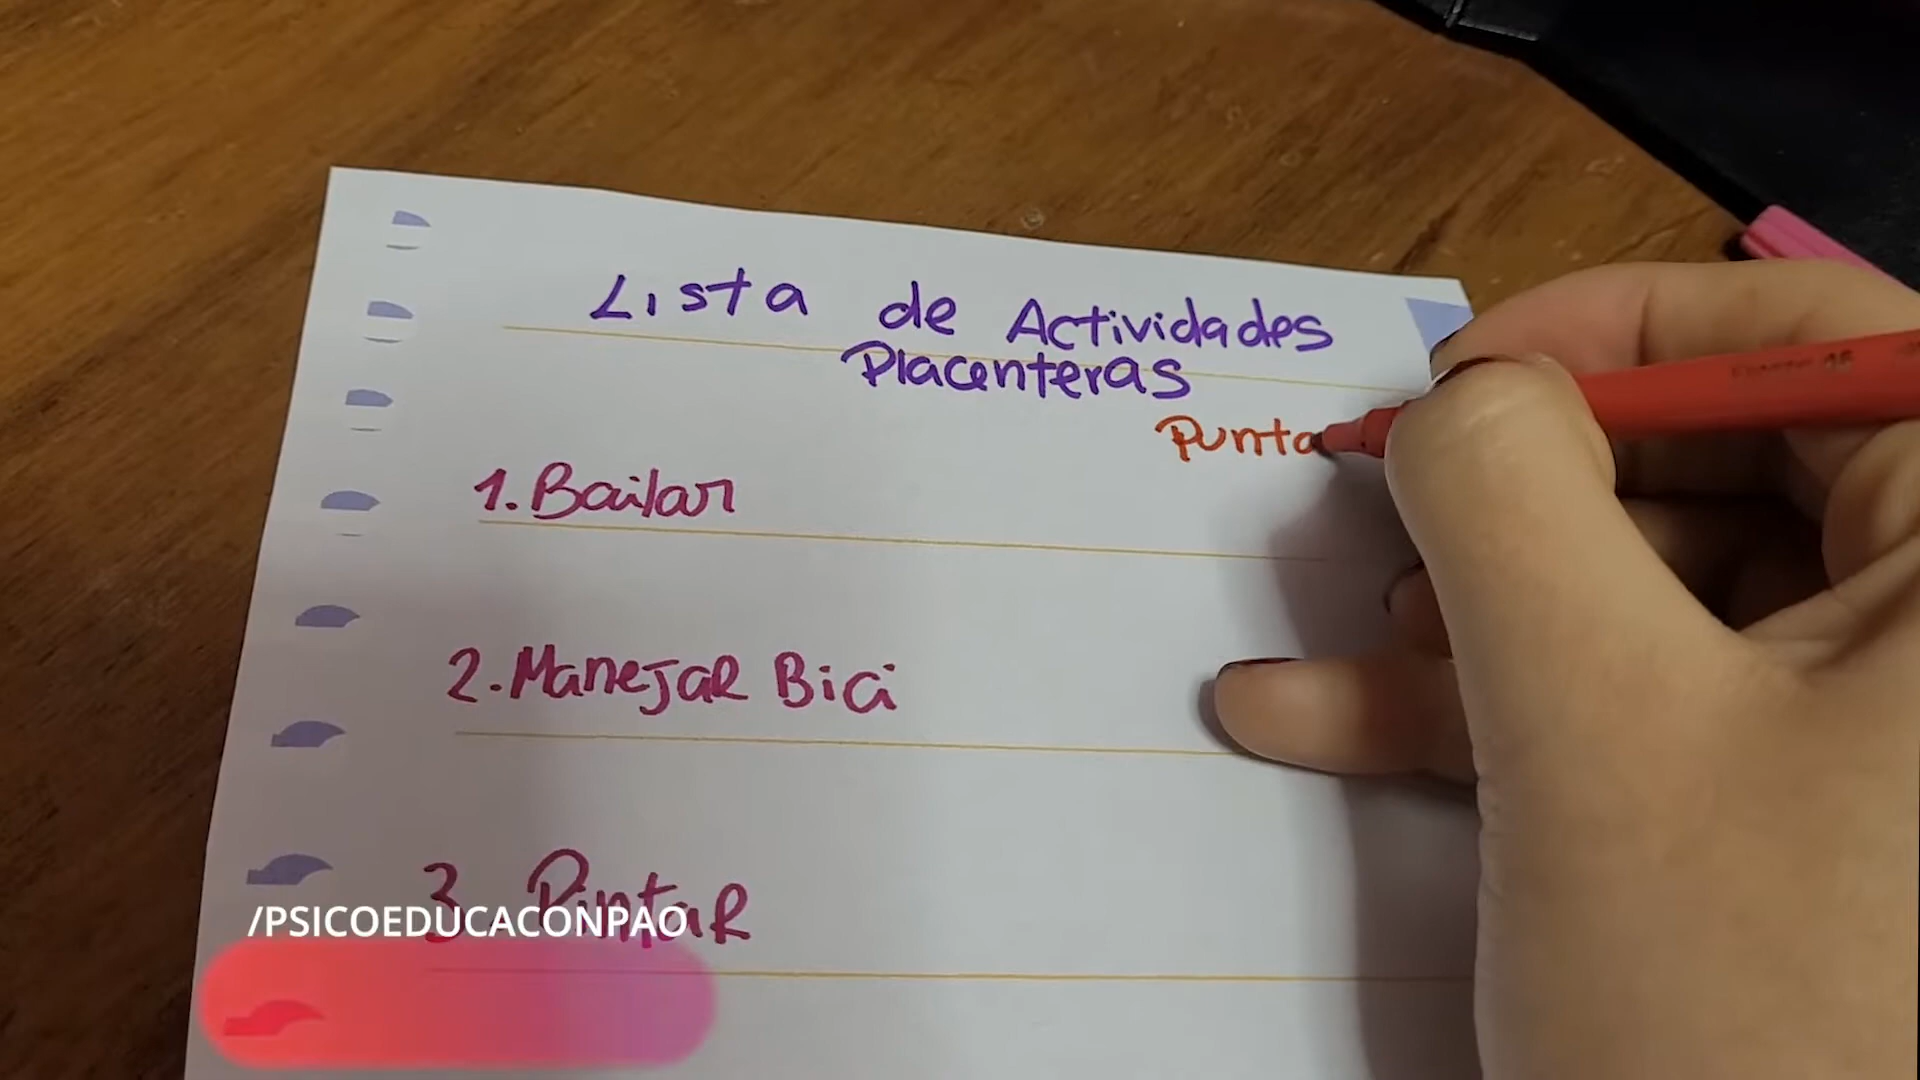 Lista de Actividades
Placenteras
Punta
1. Bailar
2. Manejar Bici
3. Pintar
/PSICOEDUCACONPAO